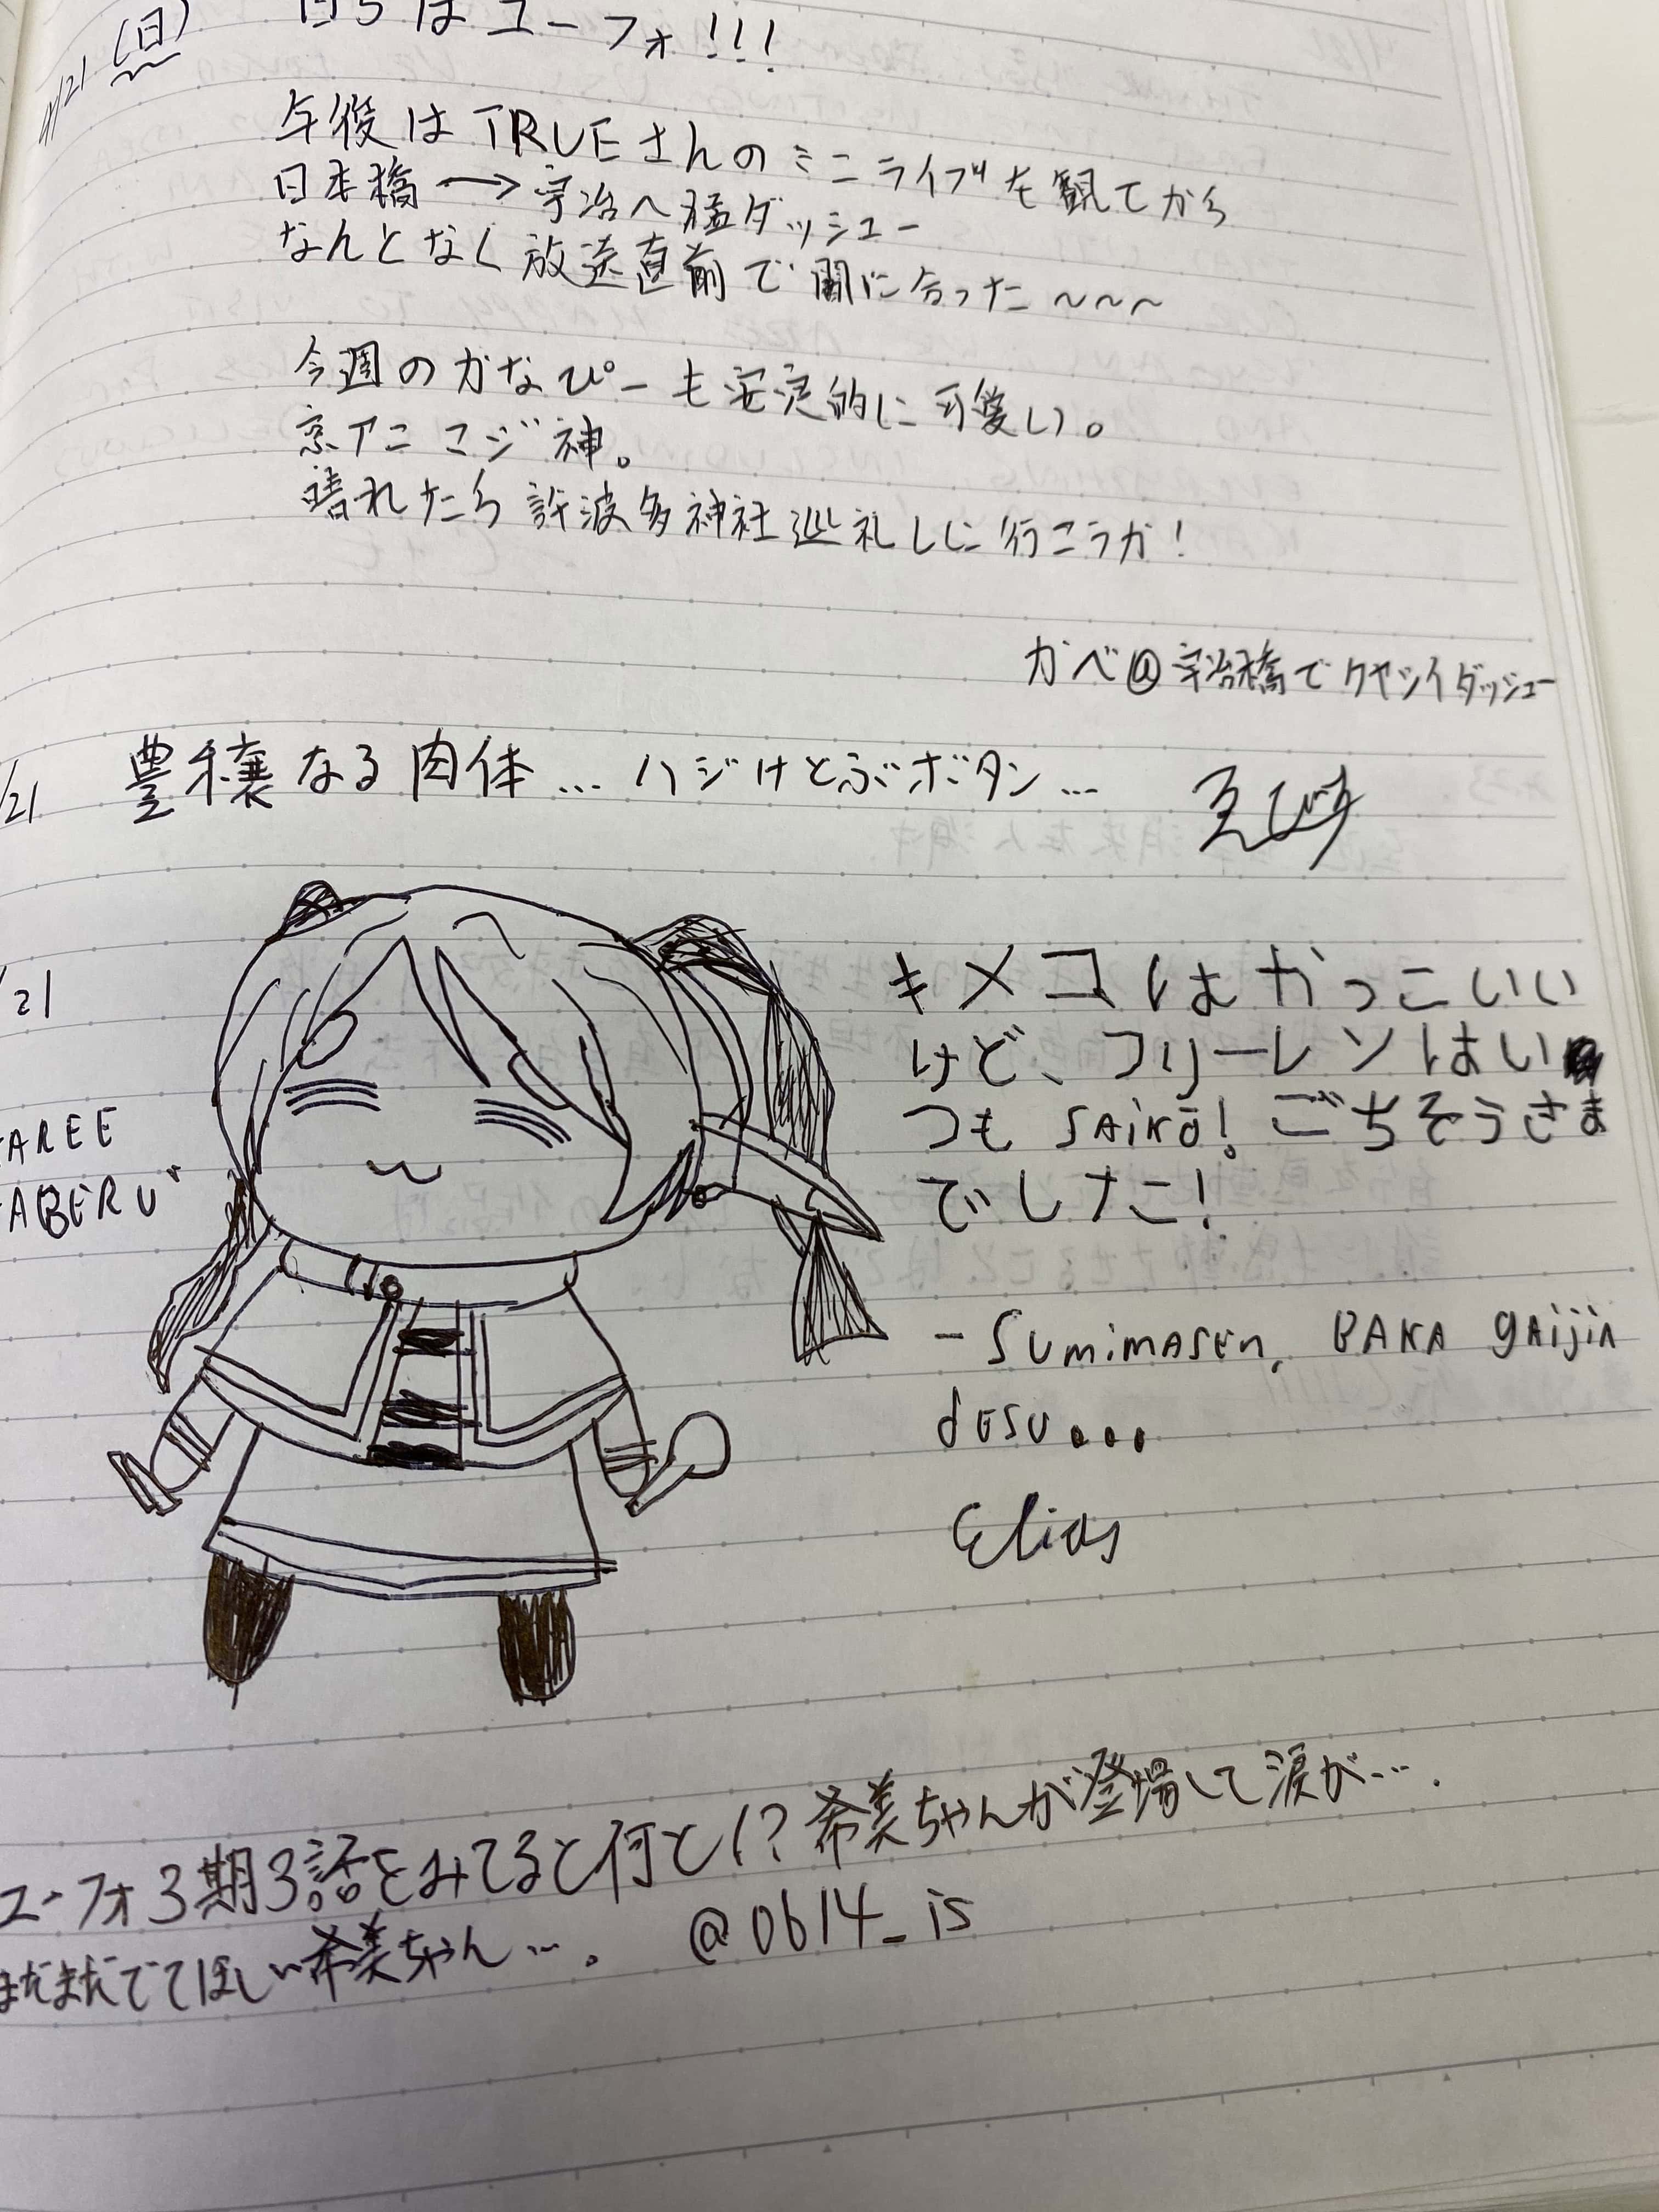 4/21 (日)
日らはユーフォ!!!
午後はTRUEさんのミニライブを観てから
日本橋→宇治へ猛ダッシュー
なんとなく放送直前で間に合った～～～
今週のかなぴーも安定的に可愛い。
京アニマジ神。
晴れたら許波多神社巡礼しに行こうか!
かべ@宇治橋でクヤシイダッシュー
/21 豊穣なる肉体…ハジけとぶボタン…
/21
キメコはかっこいい
けど、フリーレンはい
つも SAiKō! ごちそうさま
でした!
AREE
ABERU"
- SUMiMASEn, BAKA gAijin
dESU...
Elias
ユーフォ3期3話をみてると何と!?希美ちゃんが登場して涙が….
まだまだでてほしい希美ちゃん…. @0614_is